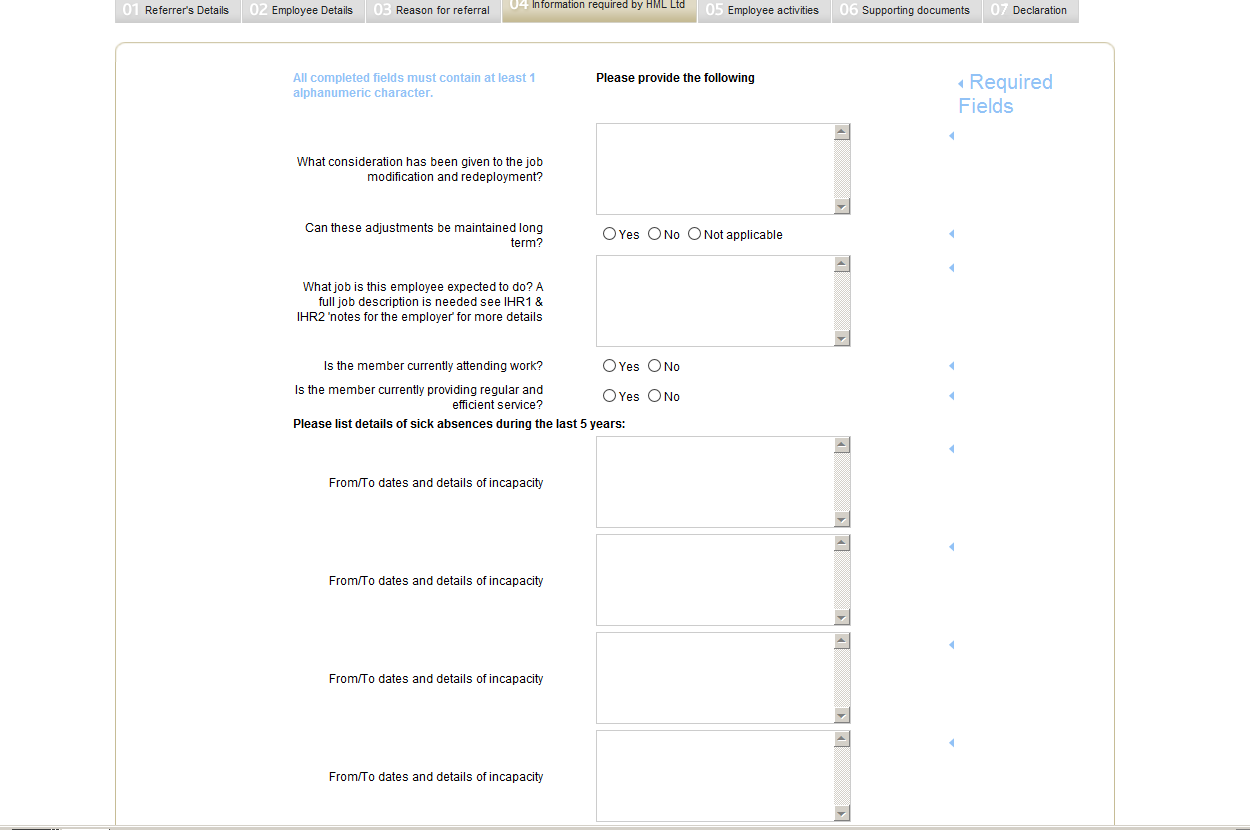 01 Referrer's Details 02 Employee Details 03 Reason for referral 04 Information required by HML Ltd 05 Employee activities 06 Supporting documents 07 Declaration
All completed fields must contain at least 1
alphanumeric character.
Please provide the following
Required
Fields
What consideration has been given to the job
modification and redeployment?
Can these adjustments be maintained long
term?
Yes No Not applicable
What job is this employee expected to do? A
full job description is needed see IHR1 &
IHR2 'notes for the employer' for more details
Is the member currently attending work?
Yes No
Is the member currently providing regular and
efficient service?
Yes No
Please list details of sick absences during the last 5 years:
From/To dates and details of incapacity
From/To dates and details of incapacity
From/To dates and details of incapacity
From/To dates and details of incapacity